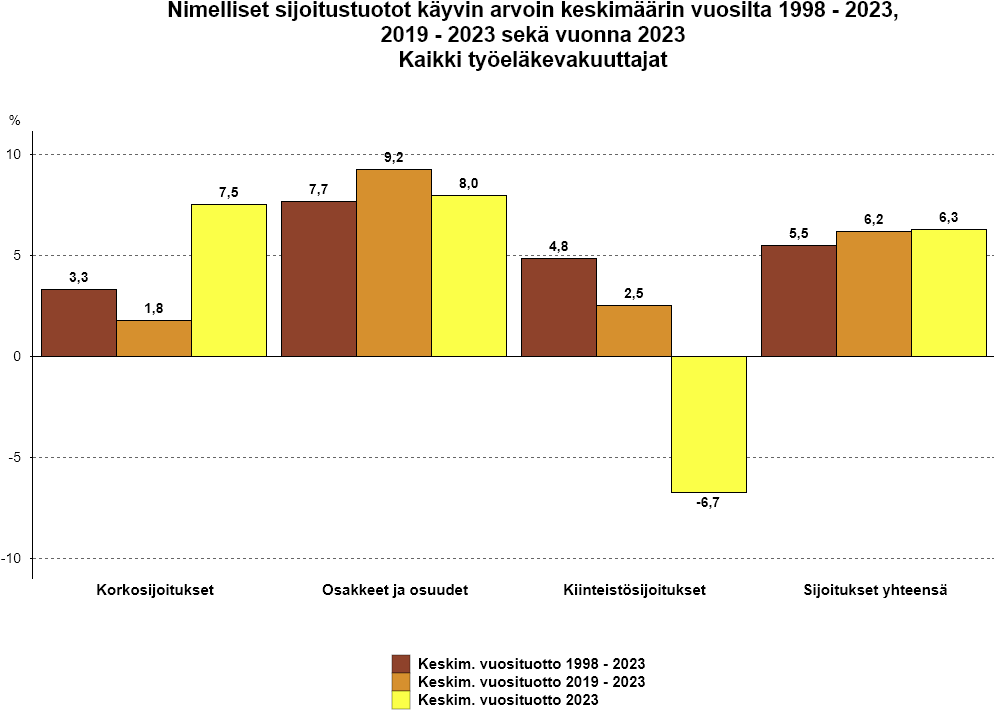 Nimelliset sijoitustuotot käyvin arvoin keskimäärin vuosilta 1998 - 2023,
2019 - 2023 sekä vuonna 2023
Kaikki työeläkevakuuttajat
%
10
5
0
-5
-10
3,3
1,8
7,5
7,7
9,2
8,0
4,8
2,5
-6,7
5,5
6,2
6,3
Korkosijoitukset
Osakkeet ja osuudet
Kiinteistösijoitukset
Sijoitukset yhteensä
Keskim. vuosituotto 1998 - 2023
Keskim. vuosituotto 2019 - 2023
Keskim. vuosituotto 2023